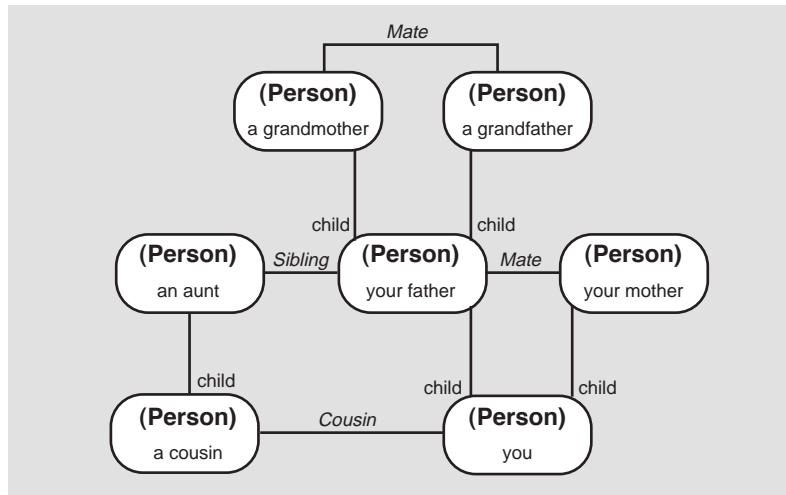 Mate
(Person)
a grandmother
(Person)
a grandfather
child
child
(Person)
an aunt
Sibling
(Person)
your father
Mate
(Person)
your mother
child
child
child
(Person)
a cousin
Cousin
(Person)
you